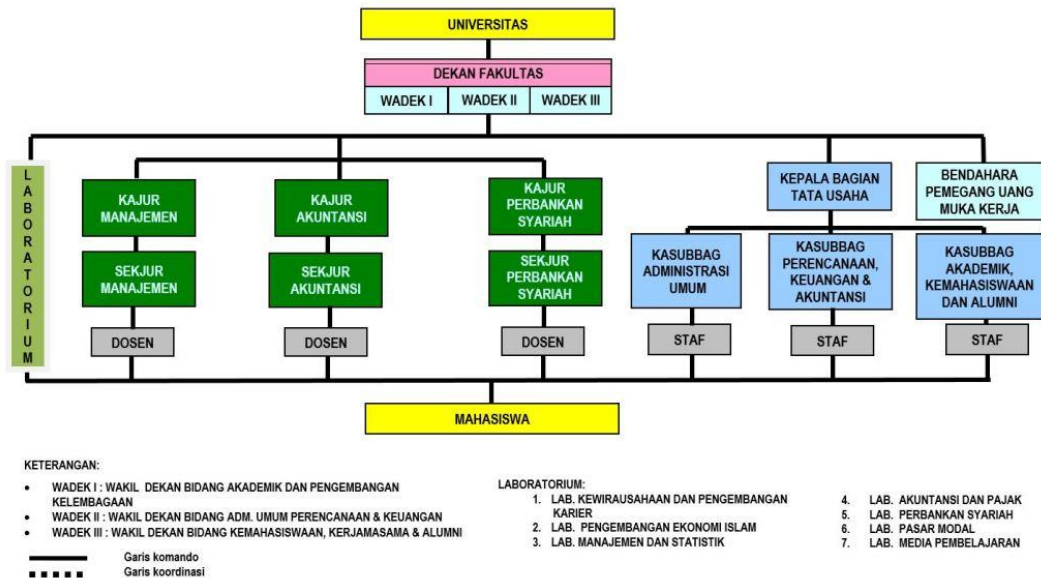 UNIVERSITAS
DEKAN FAKULTAS
WADEK I
WADEK II
WADEK III
LABORATORIUM
KAJUR
MANAJEMEN
KAJUR
AKUNTANSI
KAJUR
PERBANKAN
SYARIAH
KEPALA BAGIAN
TATA USAHA
BENDAHARA
PEMEGANG UANG
MUKA KERJA
SEKJUR
MANAJEMEN
SEKJUR
AKUNTANSI
SEKJUR
PERBANKAN
SYARIAH
KASUBBAG
ADMINISTRASI
UMUM
KASUBBAG
PERENCANAAN,
KEUANGAN &
AKUNTANSI
KASUBBAG
AKADEMIK,
KEMAHASISWAAN
DAN ALUMNI
DOSEN
DOSEN
DOSEN
STAF
STAF
STAF
MAHASISWA
KETERANGAN:
• WADEK I : WAKIL DEKAN BIDANG AKADEMIK DAN PENGEMBANGAN
KELEMBAGAAN
• WADEK II : WAKIL DEKAN BIDANG ADM. UMUM PERENCANAAN & KEUANGAN
• WADEK III : WAKIL DEKAN BIDANG KEMAHASISWAAN, KERJAMASAMA & ALUMNI
Garis komando
Garis koordinasi
LABORATORIUM:
1. LAB. KEWIRAUSAHAAN DAN PENGEMBANGAN
KARIER
2. LAB. PENGEMBANGAN EKONOMI ISLAM
3. LAB. MANAJEMEN DAN STATISTIK
4. LAB. AKUNTANSI DAN PAJAK
5. LAB. PERBANKAN SYARIAH
6. LAB. PASAR MODAL
7. LAB. MEDIA PEMBELAJARAN